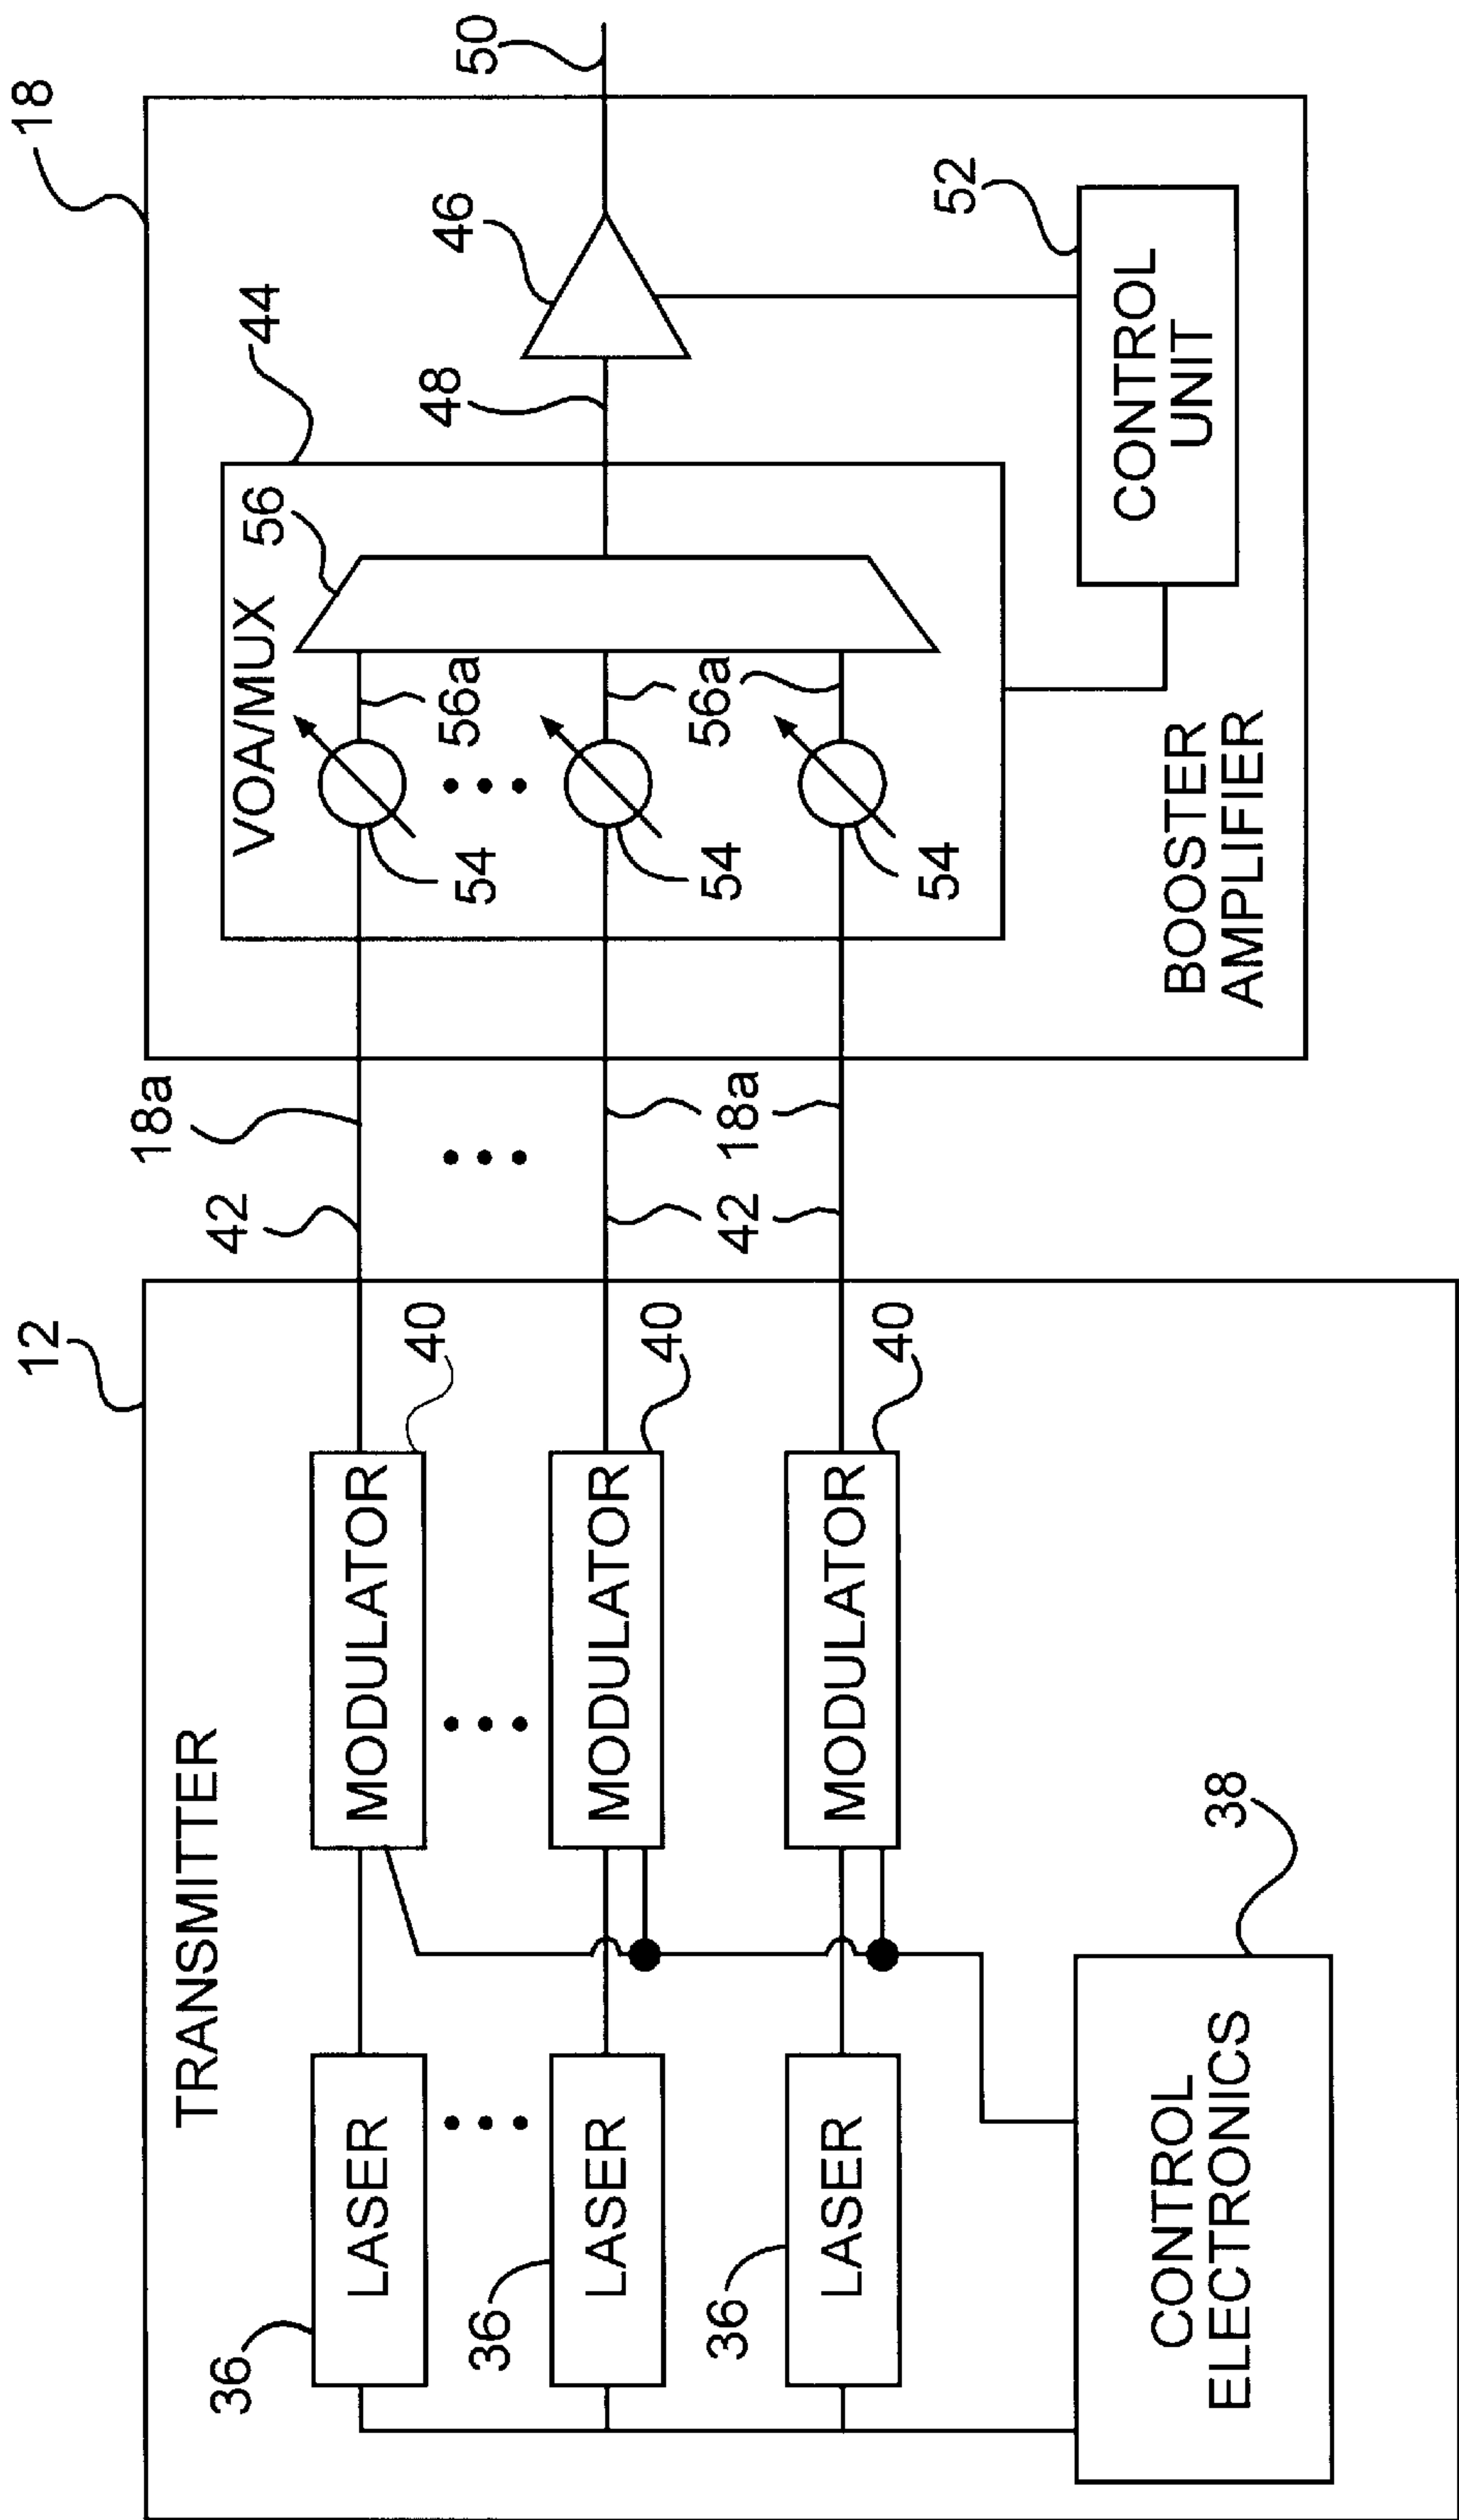 12
TRANSMITTER
36
LASER
MODULATOR
40
36
LASER
MODULATOR
40
36
LASER
MODULATOR
40
CONTROL
ELECTRONICS
38
42
18a
42
18a
18
44
VOA/MUX
56
54
56a
54
56a
54
48
46
50
52
CONTROL
UNIT
BOOSTER
AMPLIFIER